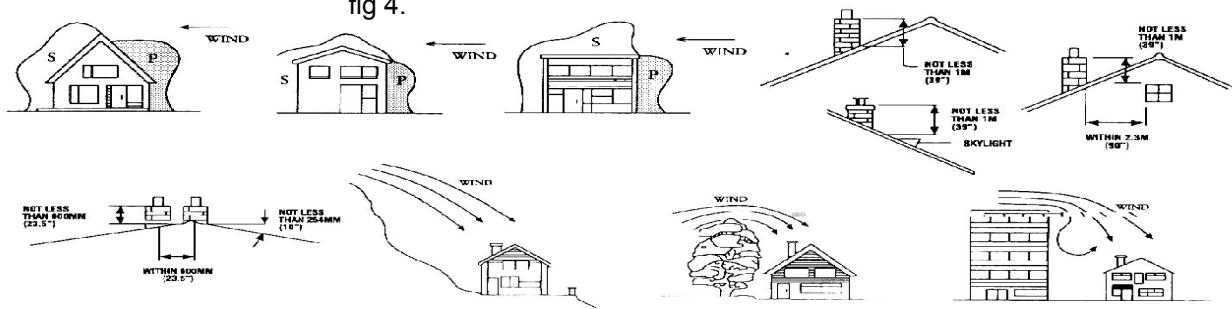 fig 4.
S
P
WIND
S
P
WIND
S
P
WIND
NOT LESS
THAN 1M
(39")
NOT LESS
THAN 1M
(39")
SKYLIGHT
NOT LESS
THAN 1M
(39")
WITHIN 2.3M
(90")
NOT LESS
THAN 600MM
(23.5")
WITHIN 600MM
(23.5")
NOT LESS
THAN 254MM
(10")
WIND
WIND
WIND